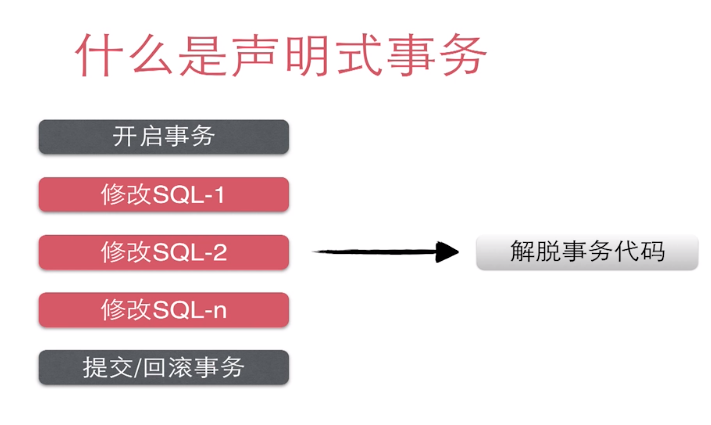 什么是声明式事务
开启事务
修改SQL-1
修改SQL-2
修改SQL-n
提交/回滚事务
解脱事务代码